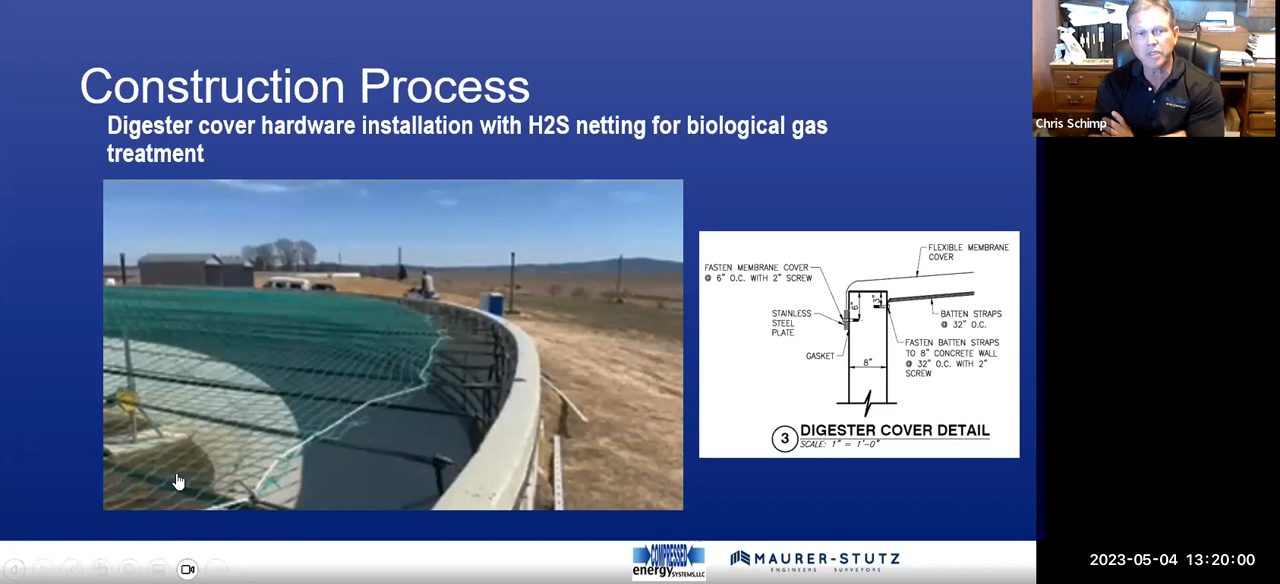 Construction Process
Digester cover hardware installation with H2S netting for biological gas
treatment
Chris Schimp
FLEXIBLE MEMBRANE
COVER
FASTEN MEMBRANE COVER
@ 6" O.C. WITH 2" SCREW
6"
3"
STAINLESS
STEEL
PLATE
BATTEN STRAPS
@ 32" O.C.
GASKET
FASTEN BATTEN STRAPS
TO 8" CONCRETE WALL
@ 32" O.C. WITH 2"
SCREW
8"
3 DIGESTER COVER DETAIL
SCALE: 1" = 1'-0"
COMPRESSED
energy SYSTEMS, LLC
MAURER-STUTZ
ENGINEERS SURVEYORS
2023-05-04 13:20:00